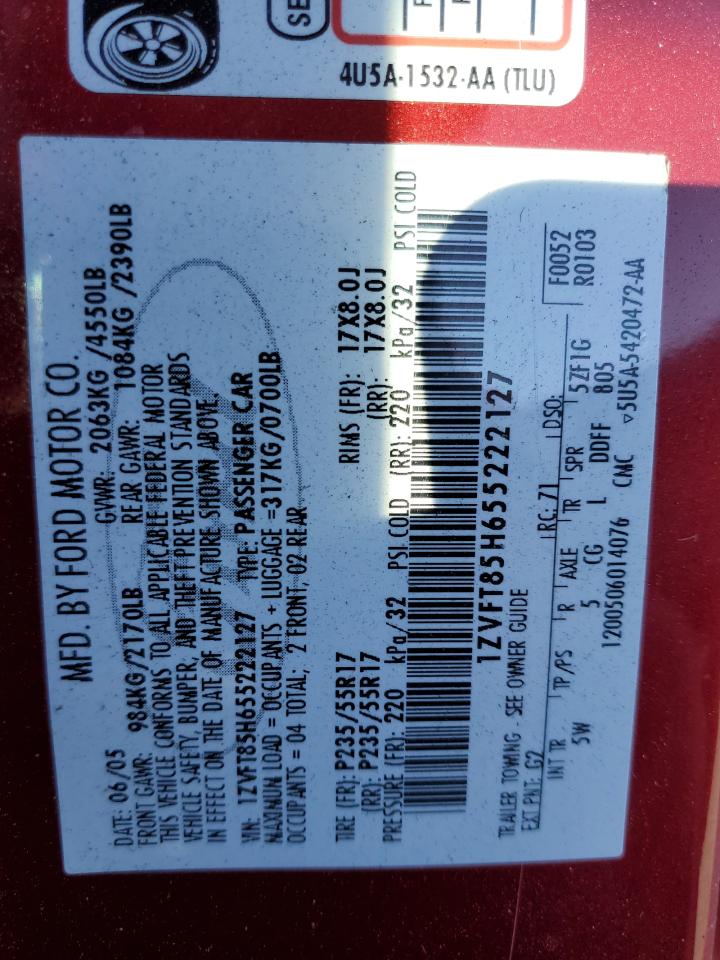 4U5A-1532-AA (TLU)
MFD. BY FORD MOTOR CO.
DATE: 06/05 GVWR: 2063KG /4550LB
FRONT GAWR: 984KG/2170LB REAR GAWR: 1084KG /2390LB
THIS VEHICLE CONFORMS TO ALL APPLICABLE FEDERAL MOTOR
VEHICLE SAFETY, BUMPER, AND THEFT PREVENTION STANDARDS
IN EFFECT ON THE DATE OF MANUFACTURE SHOWN ABOVE.
VIN: 1ZVFT85H655222127 TYPE: PASSENGER CAR
MAXIMUM LOAD = OCCUPANTS + LUGGAGE =317KG/0700LB
OCCUPANTS = 04 TOTAL; 2 FRONT, 02 REAR
TIRE (FR): P235/55R17 RIMS (FR): 17X8.0J
(RR): P235/55R17 (RR): 17X8.0J
PRESSURE (FR): 220 kPa/32 PSI COLD (RR): 220 kPa/32 PSI COLD
1ZVFT85H655222127
TRAILER TOWING - SEE OWNER GUIDE
EXT PNT: G2 RC: 71 DSO: F0052
INT TR TP/PS R AXLE TR SPR 5ZF1G R0103
5W 5 CG L DDFF B05
1200506014076 CMC ▽5U5A-5420472-AA